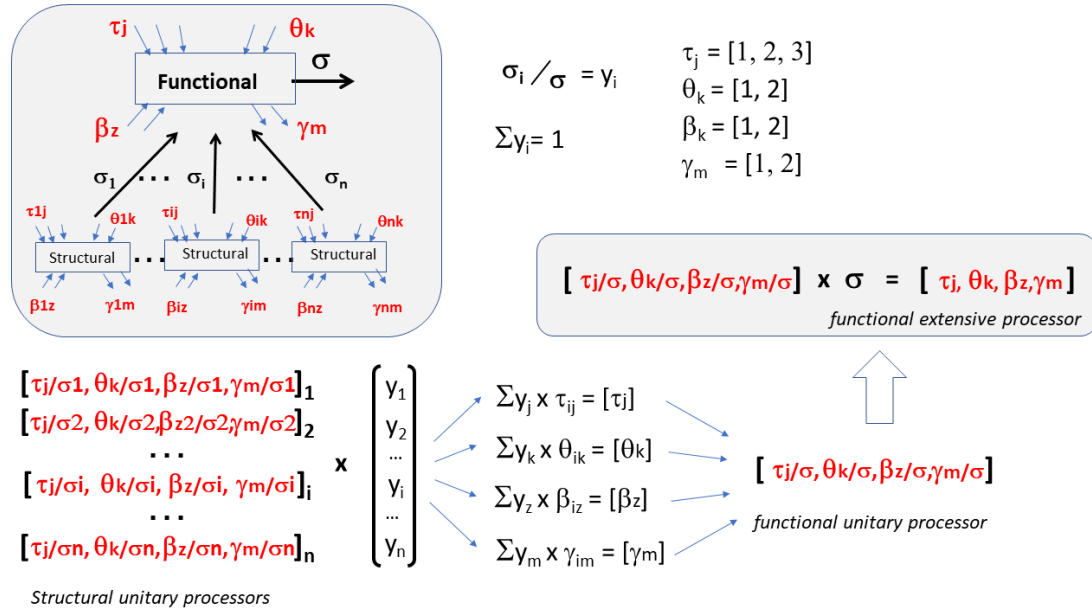 τj θk
Functional σ
βz γm
σ1 ... σi ... σn
τ1j θ1k τij θik τnj θnk
Structural ... Structural ... Structural
β1z γ1m βiz γim βnz γnm
σi / σ = yi
Σyi= 1
τj = [1, 2, 3]
θk = [1, 2]
βk = [1, 2]
γm = [1, 2]
[ τj/σ, θk/σ, βz/σ,γm/σ] x σ = [ τj, θk, βz,γm]
functional extensive processor
[τj/σ1, θk/σ1, βz/σ1, γm/σ1]1
[τj/σ2, θk/σ2,βz2/σ2,γm/σ2]2
...
[ τj/σi, θk/σi, βz/σi, γm/σi]i
...
[τj/σn, θk/σn,βz/σn,γm/σn]n
Structural unitary processors
x
y1
y2
...
yi
...
yn
Σyj x τij = [τj]
Σyk x θik = [θk]
Σyz x βiz = [βz]
Σym x γim = [γm]
[ τj/σ, θk/σ, βz/σ,γm/σ]
functional unitary processor